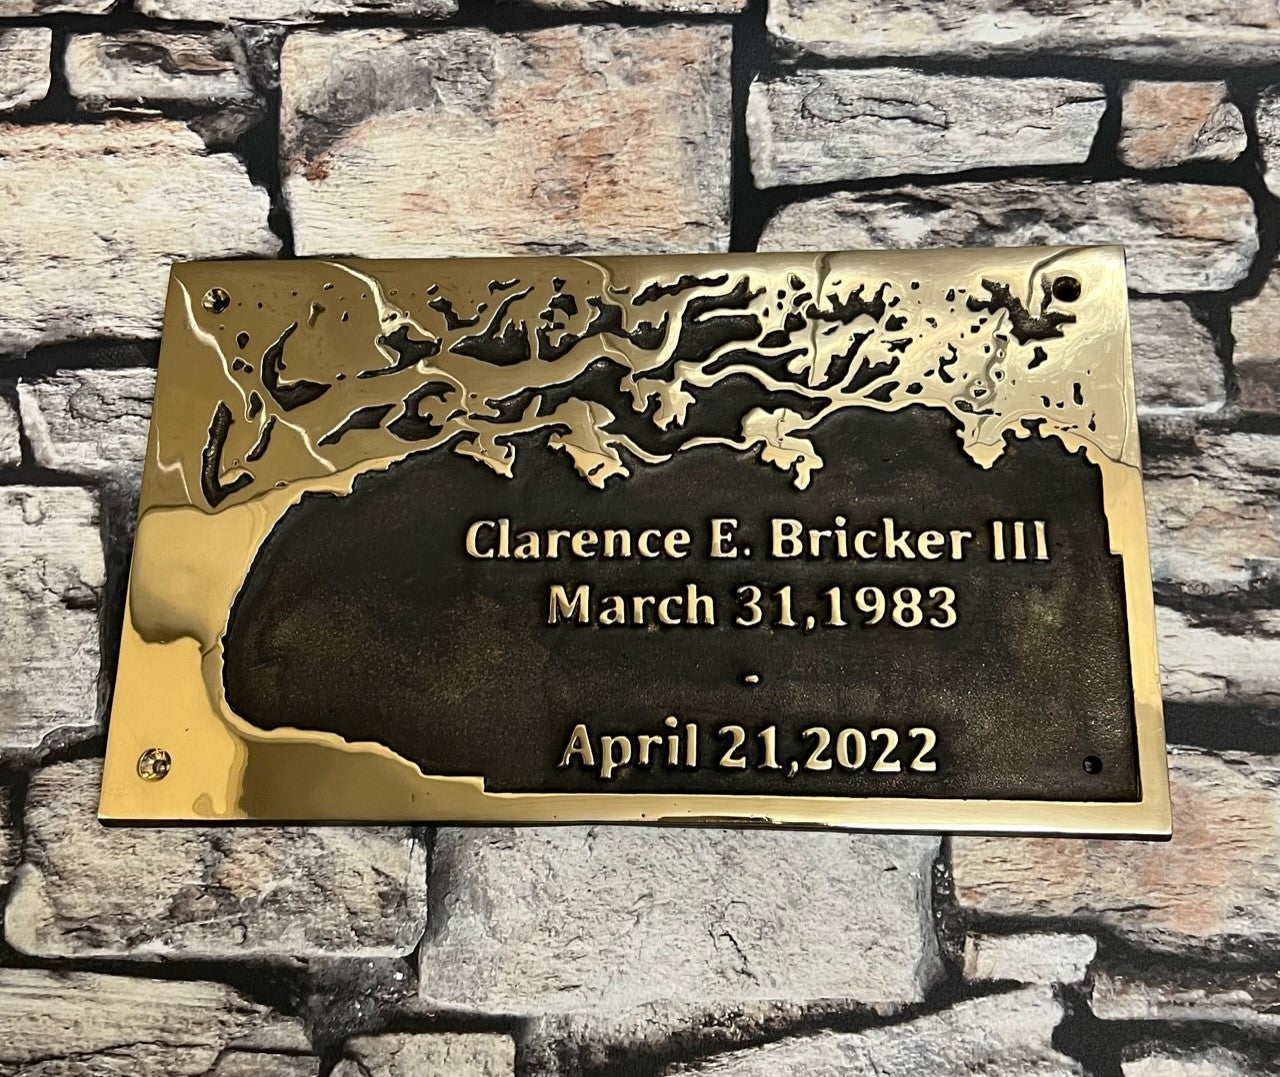 Clarence E. Bricker III
March 31,1983
-
April 21,2022